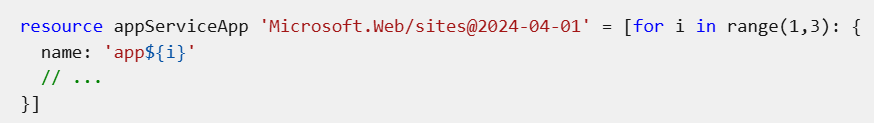 resource appServiceApp 'Microsoft.Web/sites@2024-04-01' = [for i in range(1,3): {
  name: 'app${i}'
  // ...
}]